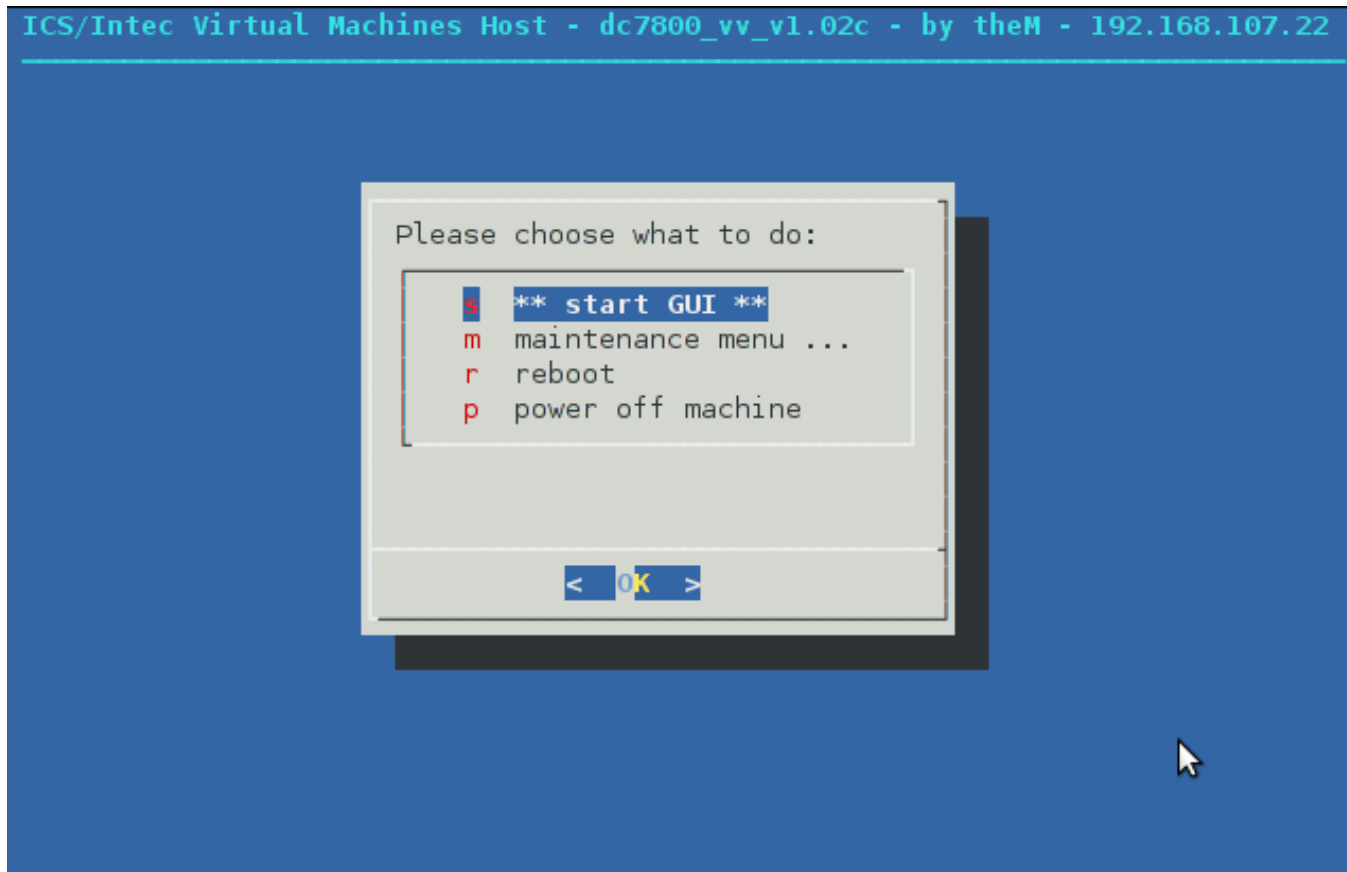 ICS/Intec Virtual Machines Host - dc7800_vv_v1.02c - by theM - 192.168.107.22
Please choose what to do:
s ** start GUI **
m maintenance menu ...
r reboot
p power off machine
< OK >